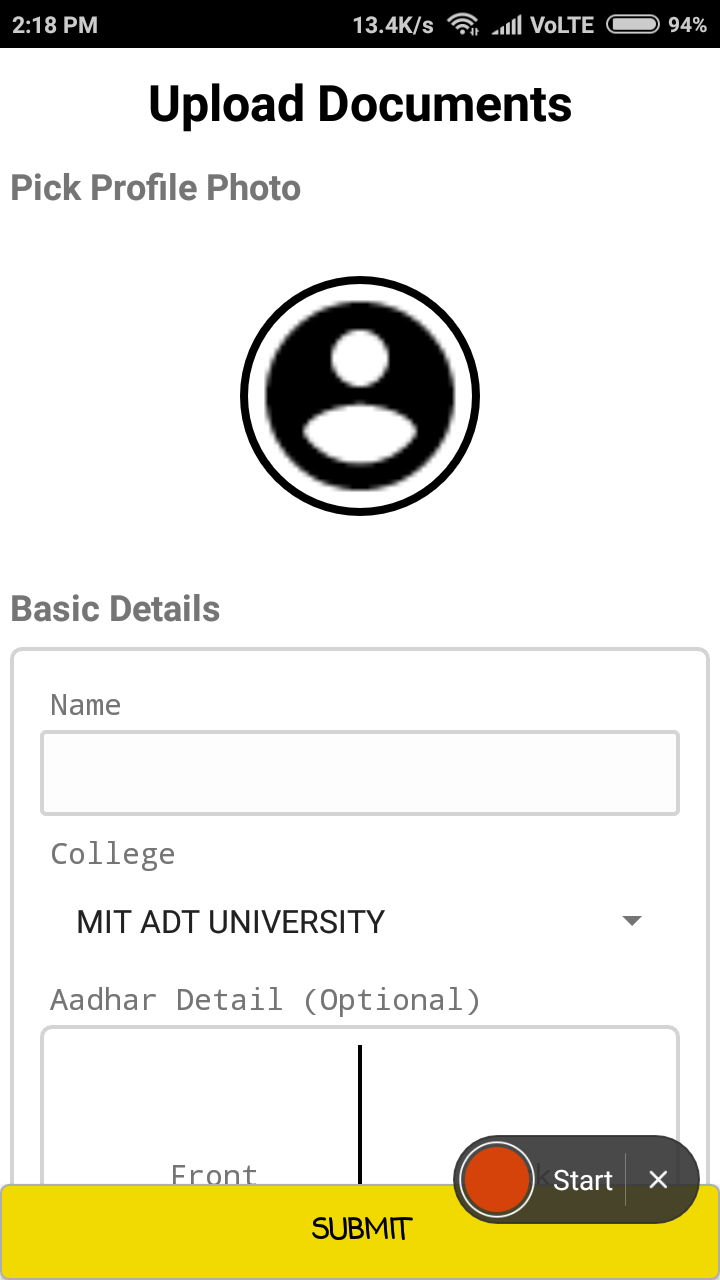 2:18 PM 13.4K/s VoLTE 94%
Upload Documents
Pick Profile Photo
Basic Details
Name
College
MIT ADT UNIVERSITY
Aadhar Detail (Optional)
Front
Start
SUBMIT